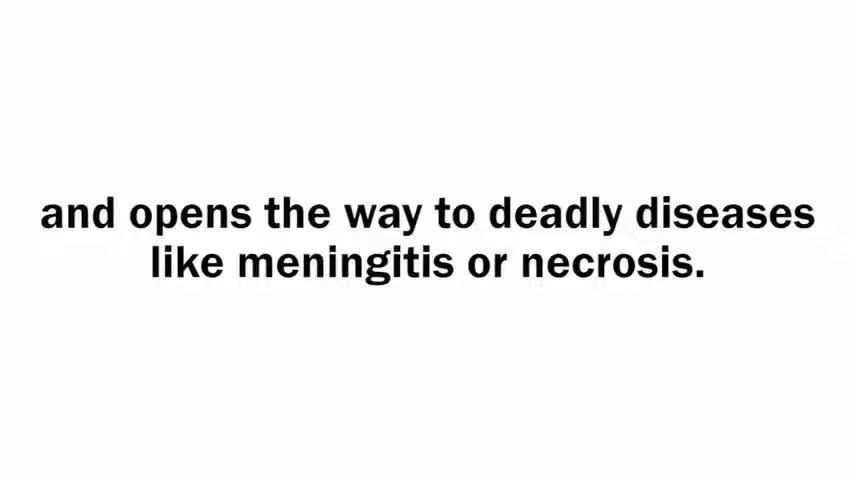 and opens the way to deadly diseases
like meningitis or necrosis.